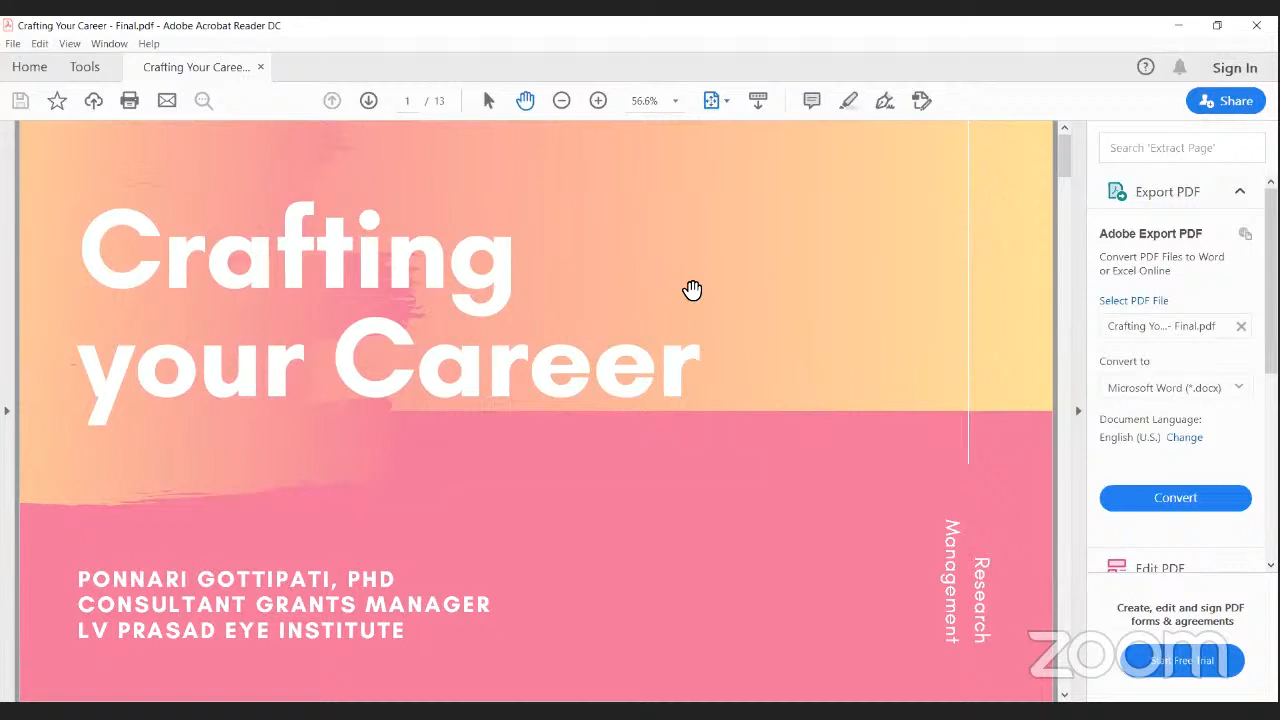 Crafting Your Career - Final.pdf - Adobe Acrobat Reader DC
File Edit View Window Help
Home Tools Crafting Your Caree... ×
Sign In
1 / 13
56.6%
Share
Crafting
your Career
PONNARI GOTTIPATI, PHD
CONSULTANT GRANTS MANAGER
LV PRASAD EYE INSTITUTE
Research
Management
Search 'Extract Page'
Export PDF
Adobe Export PDF
Convert PDF Files to Word
or Excel Online
Select PDF File
Crafting Yo...- Final.pdf
Convert to
Microsoft Word (*.docx)
Document Language:
English (U.S.) Change
Convert
Edit PDF
Create, edit and sign PDF
forms & agreements
Start Free Trial
zoom